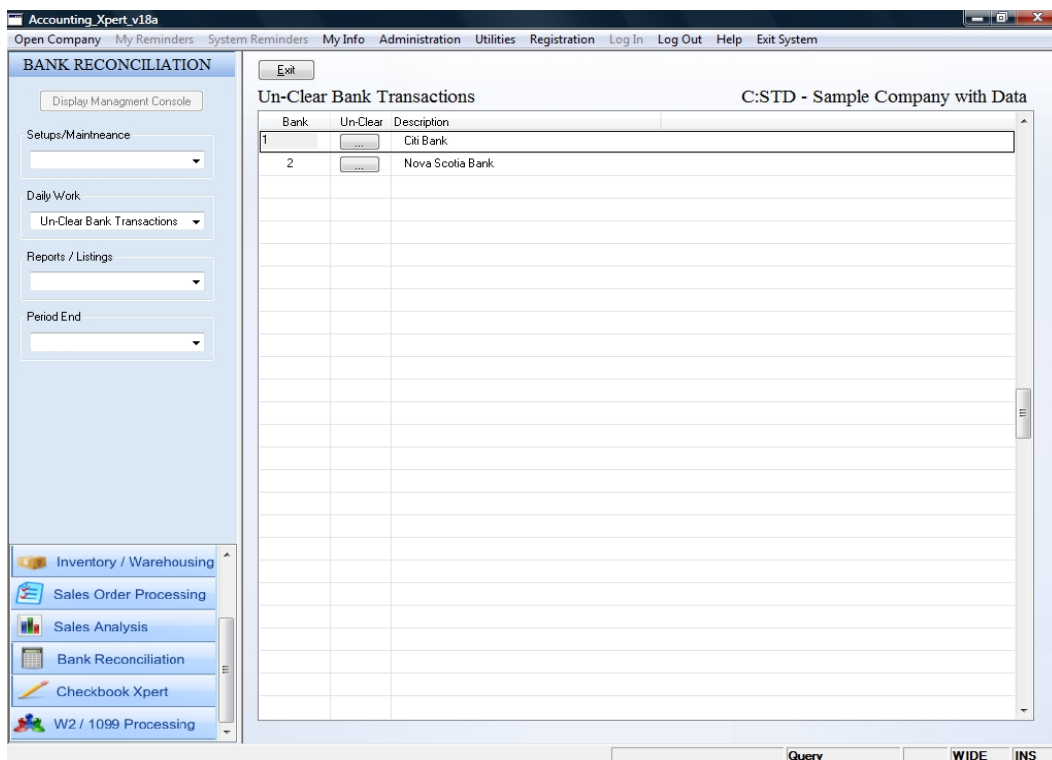 Accounting_Xpert_v18a
Open Company My Reminders System Reminders My Info Administration Utilities Registration Log In Log Out Help Exit System
BANK RECONCILIATION
Exit
Display Managment Console
Un-Clear Bank Transactions C:STD - Sample Company with Data
Bank Un-Clear Description
Setups/Maintneance
1 ... Citi Bank
2 ... Nova Scotia Bank
Daily Work
Un-Clear Bank Transactions
Reports / Listings
Period End
Inventory / Warehousing
Sales Order Processing
Sales Analysis
Bank Reconciliation
Checkbook Xpert
W2 / 1099 Processing
Query WIDE INS